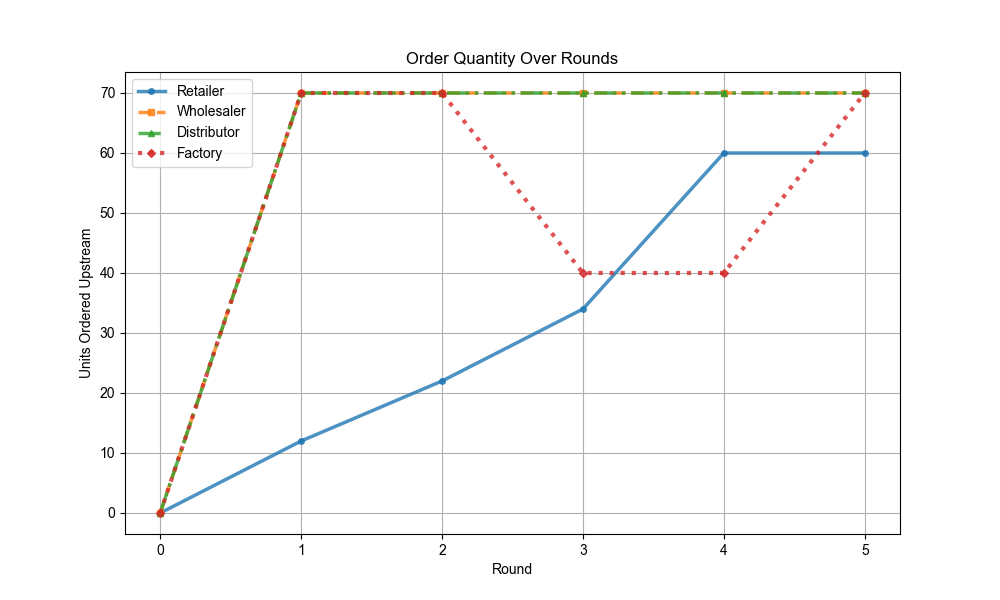 Order Quantity Over Rounds
Retailer
Wholesaler
Distributor
Factory
Units Ordered Upstream
70
60
50
40
30
20
10
0
0 1 2 3 4 5
Round